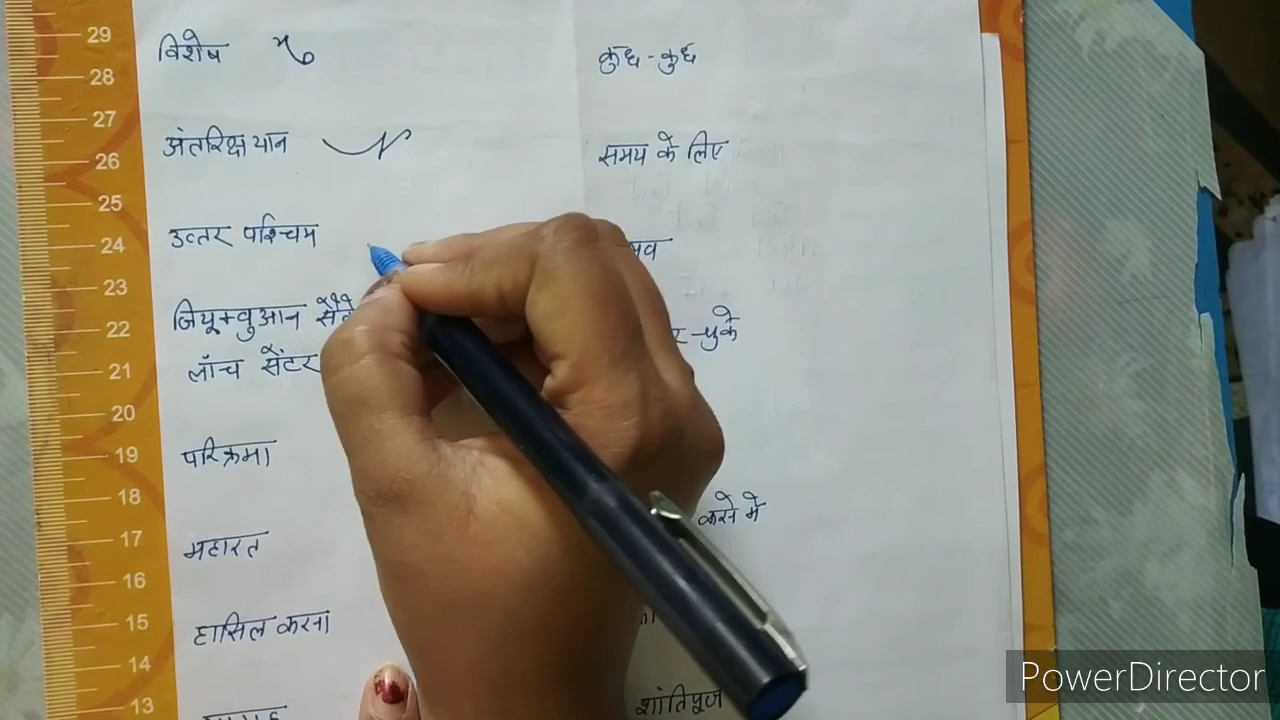 29
विशेष
कुछ-कुछ
28
27
अंतरिक्ष यान
समय के लिए
26
25
उत्तर पश्चिम
24
23
जियूक्वुआन
22
चुके
लॉंच सेंटर
21
20
परिक्रमा
19
18
करने में
महारत
17
16
हासिल करना
15
14
PowerDirector
शांतिपूर्ण
13